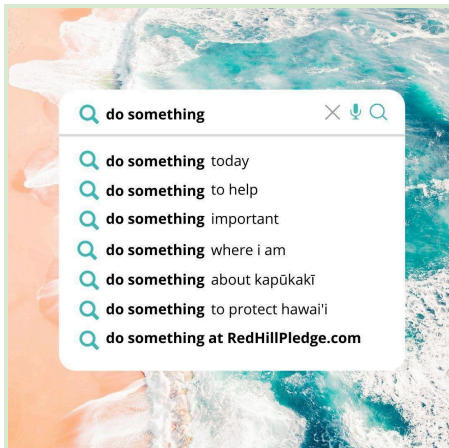 do something
do something today
do something to help
do something important
do something where i am
do something about kapūkakī
do something to protect hawai'i
do something at RedHillPledge.com